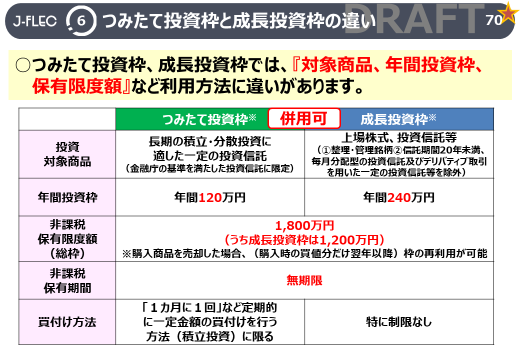 J-FLEC 6 つみたて投資枠と成長投資枠の違い DRAFT 70
○つみたて投資枠、成長投資枠では、『対象商品、年間投資枠、
保有限度額』など利用方法に違いがあります。
つみたて投資枠※ 併用可 成長投資枠※
投資
対象商品
長期の積立・分散投資に
適した一定の投資信託
(金融庁の基準を満たした投資信託に限定)
上場株式、投資信託等
(①整理・管理銘柄②信託期間20年未満、
毎月分配型の投資信託及びデリバティブ取引
を用いた一定の投資信託等を除外)
年間投資枠
年間120万円
年間240万円
非課税
保有限度額
(総枠)
1,800万円
(うち成長投資枠は1,200万円)
※購入商品を売却した場合、(購入時の買値分だけ翌年以降)枠の再利用が可能
非課税
保有期間
無期限
買付け方法
「1カ月に1回」など定期的
に一定金額の買付けを行う
方法(積立投資)に限る
特に制限なし